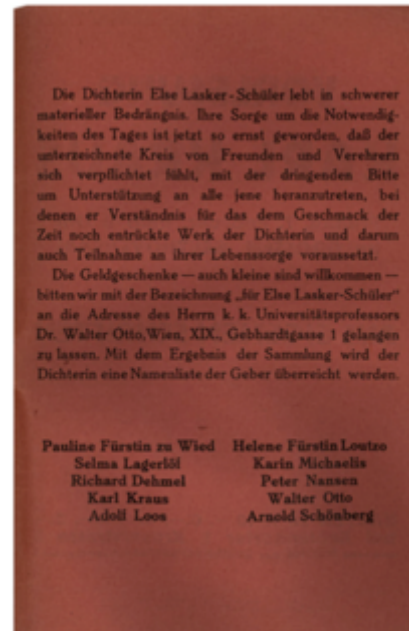 Die Dichterin Else Lasker-Schüler lebt in schwerer
materieller Bedrängnis. Ihre Sorge um die Notwendig-
keiten des Tages ist jetzt so ernst geworden, daß der
unterzeichnete Kreis von Freunden und Verehrern
sich verpflichtet fühlt, mit der dringenden Bitte
um Unterstützung an alle jene heranzutreten, bei
denen er Verständnis für das dem Geschmack der
Zeit noch entrückte Werk der Dichterin und darum
auch Teilnahme an ihrer Lebenssorge voraussetzt.
Die Geldgeschenke — auch kleine sind willkommen —
bitten wir mit der Bezeichnung „für Else Lasker-Schüler“
an die Adresse des Herrn k. k. Universitätsprofessors
Dr. Walter Otto, Wien, XIX., Gebhardtgasse 1 gelangen
zu lassen. Mit dem Ergebnis der Sammlung wird der
Dichterin eine Namenliste der Geber überreicht werden.
Pauline Fürstin zu Wied Helene Fürstin Loutzo
Selma Lagerlöf Karin Michaelis
Richard Dehmel Peter Nansen
Karl Kraus Walter Otto
Adolf Loos Arnold Schönberg